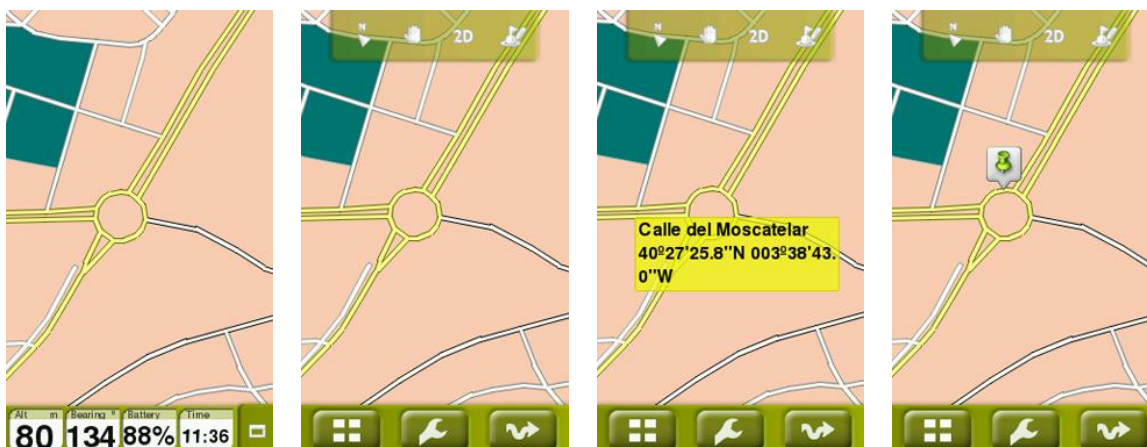 Alt m Bearing ° Battery Time
80 134 88% 11:36
N 2D
N 2D
Calle del Moscatelar
40º27'25.8"N 003º38'43.
0"W
N 2D